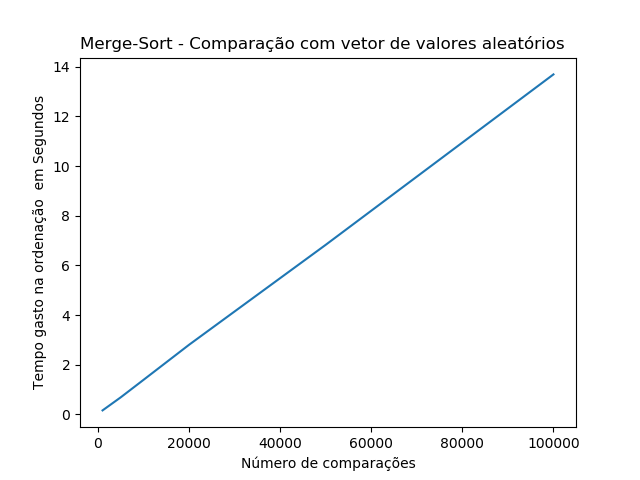 Merge-Sort - Comparação com vetor de valores aleatórios
Tempo gasto na ordenação  em Segundos
14
12
10
8
6
4
2
0
0 20000 40000 60000 80000 100000
Número de comparações